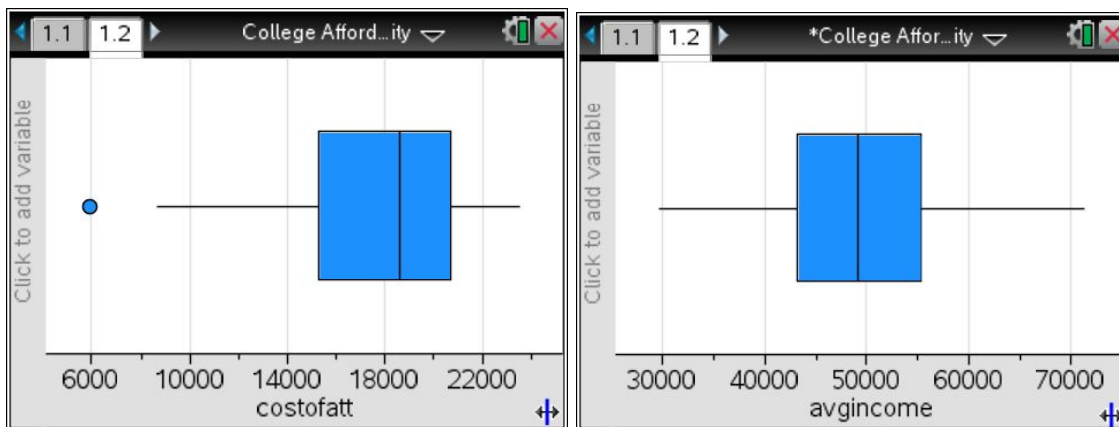 1.1 1.2 College Afford...ity
Click to add variable
6000 10000 14000 18000 22000
costofatt
1.1 1.2 *College Affor...ity
Click to add variable
30000 40000 50000 60000 70000
avgincome